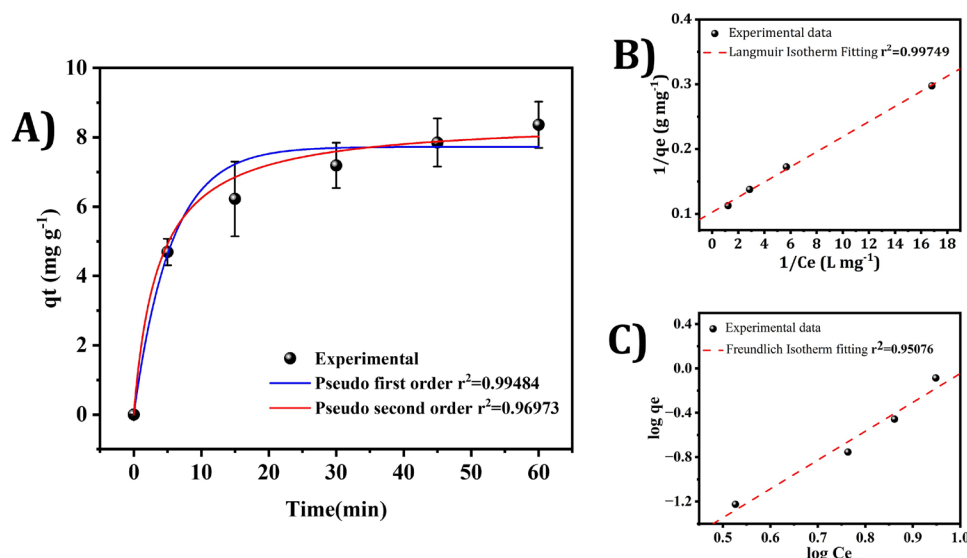 A)
10
8
6
4
2
0
qt (mg g⁻¹)
Experimental
Pseudo first order r²=0.99484
Pseudo second order r²=0.96973
0 10 20 30 40 50 60
Time(min)
B)
0.4
0.3
0.2
0.1
1/qe (g mg⁻¹)
Experimental data
Langmuir Isotherm Fitting r²=0.99749
0 2 4 6 8 10 12 14 16 18
1/Ce (L mg⁻¹)
C)
0.4
0.0
−0.4
−0.8
−1.2
log qe
Experimental data
Freundlich Isotherm fitting r²=0.95076
0.5 0.6 0.7 0.8 0.9 1.0
log Ce